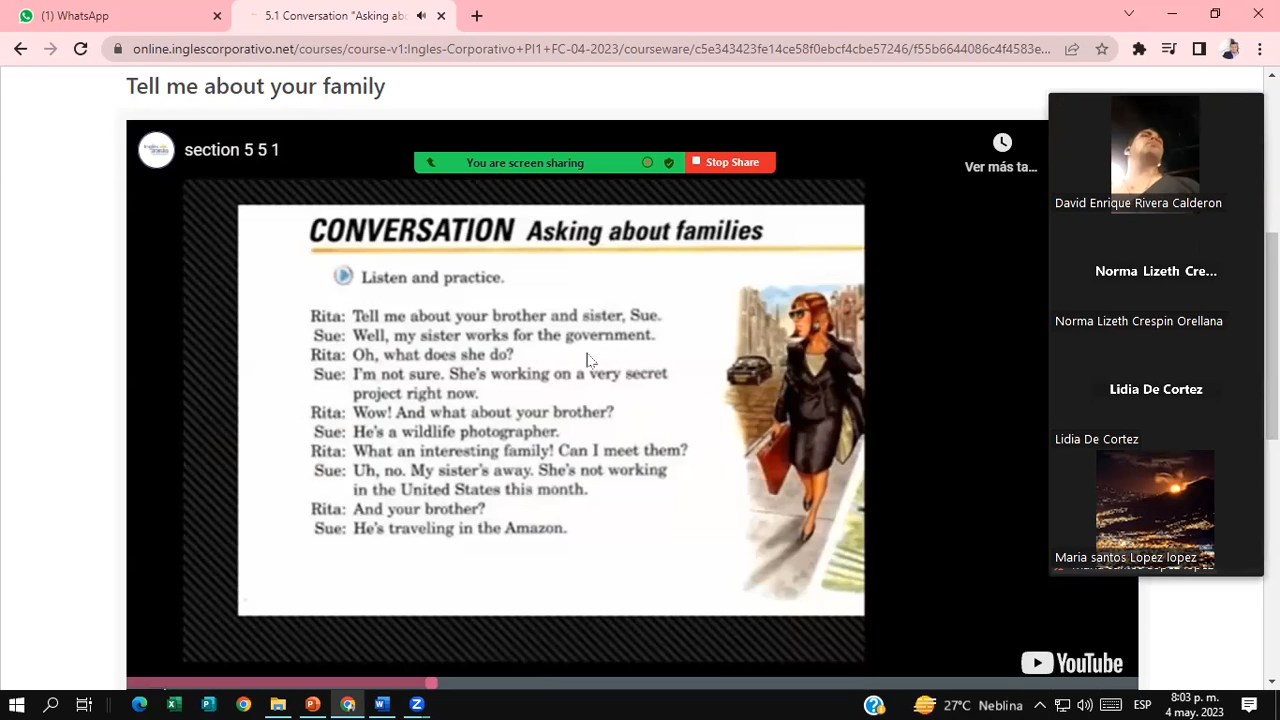 (1) WhatsApp
5.1 Conversation "Asking abo
online.inglescorporativo.net/courses/course-v1:Ingles-Corporativo+PI1+FC-04-2023/courseware/c5e343423fe14ce58f0ebcf4cbe57246/f55b6644086c4f4583e...
Tell me about your family
section 5 5 1
Ver más ta...
You are screen sharing
Stop Share
CONVERSATION Asking about families
Listen and practice.
Rita: Tell me about your brother and sister, Sue.
Sue: Well, my sister works for the government.
Rita: Oh, what does she do?
Sue: I'm not sure. She's working on a very secret
project right now.
Rita: Wow! And what about your brother?
Sue: He's a wildlife photographer.
Rita: What an interesting family! Can I meet them?
Sue: Uh, no. My sister's away. She's not working
in the United States this month.
Rita: And your brother?
Sue: He's traveling in the Amazon.
David Enrique Rivera Calderon
Norma Lizeth Cre...
Norma Lizeth Crespin Orellana
Lidia De Cortez
Lidia De Cortez
Maria santos Lopez lopez
YouTube
27°C Neblina
ESP
8:03 p. m.
4 may. 2023